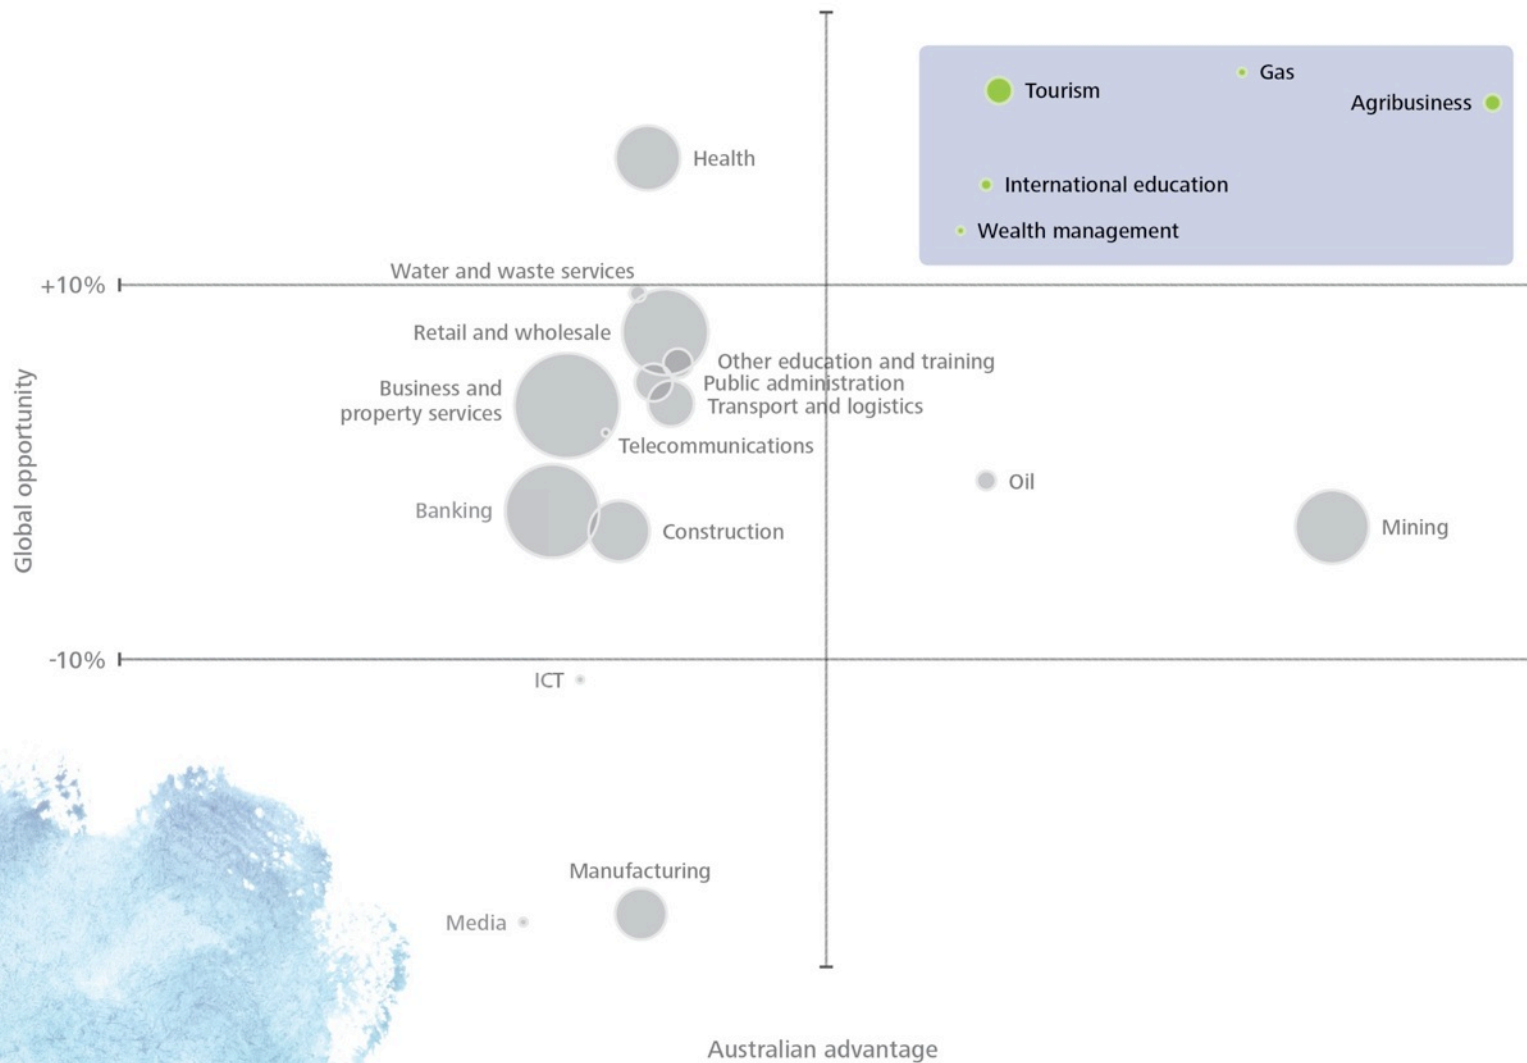 Gas
Tourism
Agribusiness
Health
International education
Wealth management
Water and waste services
+10%
Retail and wholesale
Other education and training
Public administration
Business and
property services
Transport and logistics
Telecommunications
Global opportunity
Oil
Banking
Construction
Mining
-10%
ICT
Manufacturing
Media
Australian advantage